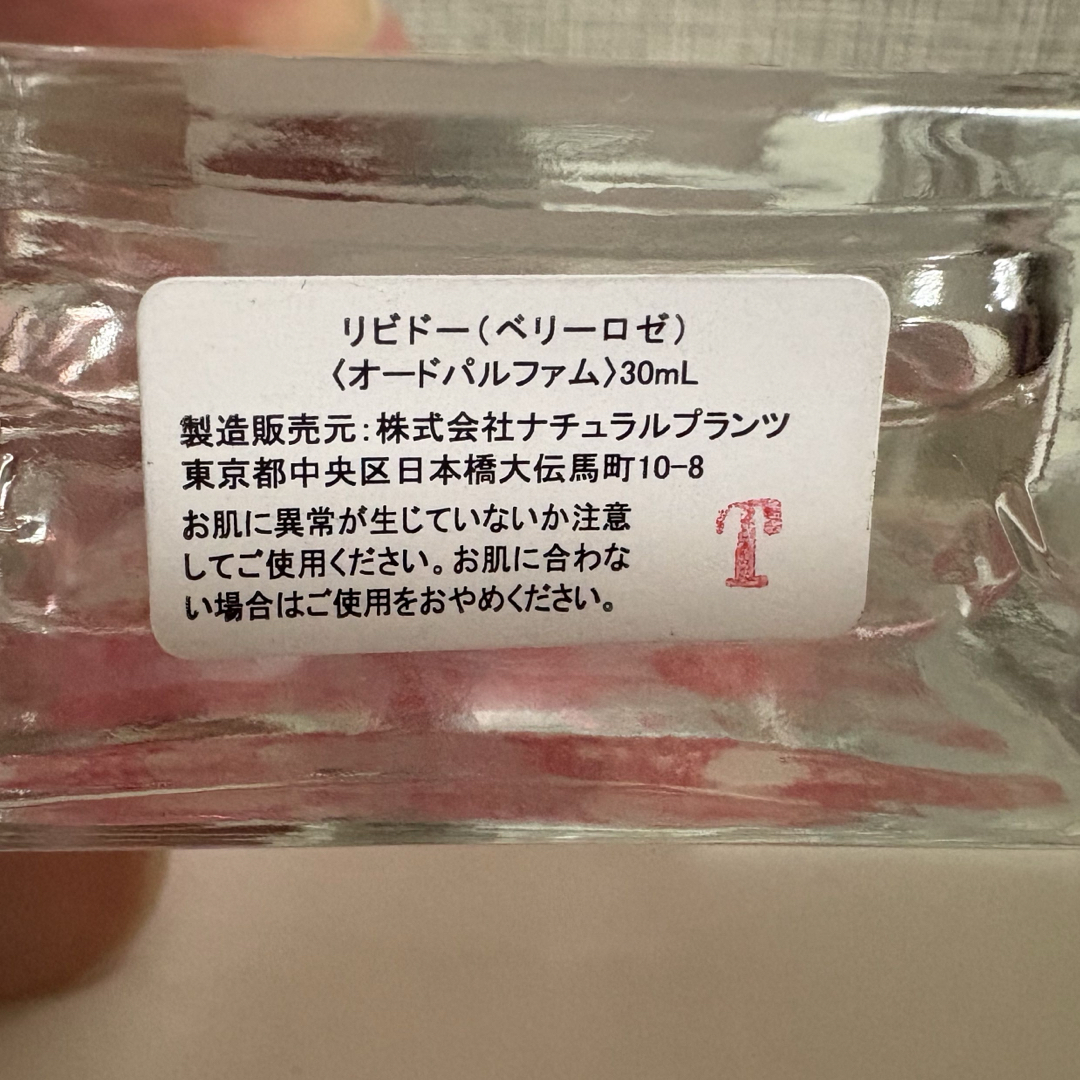 リビドー(ベリーロゼ)
〈オードパルファム〉30mL
製造販売元:株式会社ナチュラルプランツ
東京都中央区日本橋大伝馬町10-8
お肌に異常が生じていないか注意
してご使用ください。お肌に合わな
い場合はご使用をおやめください。
T